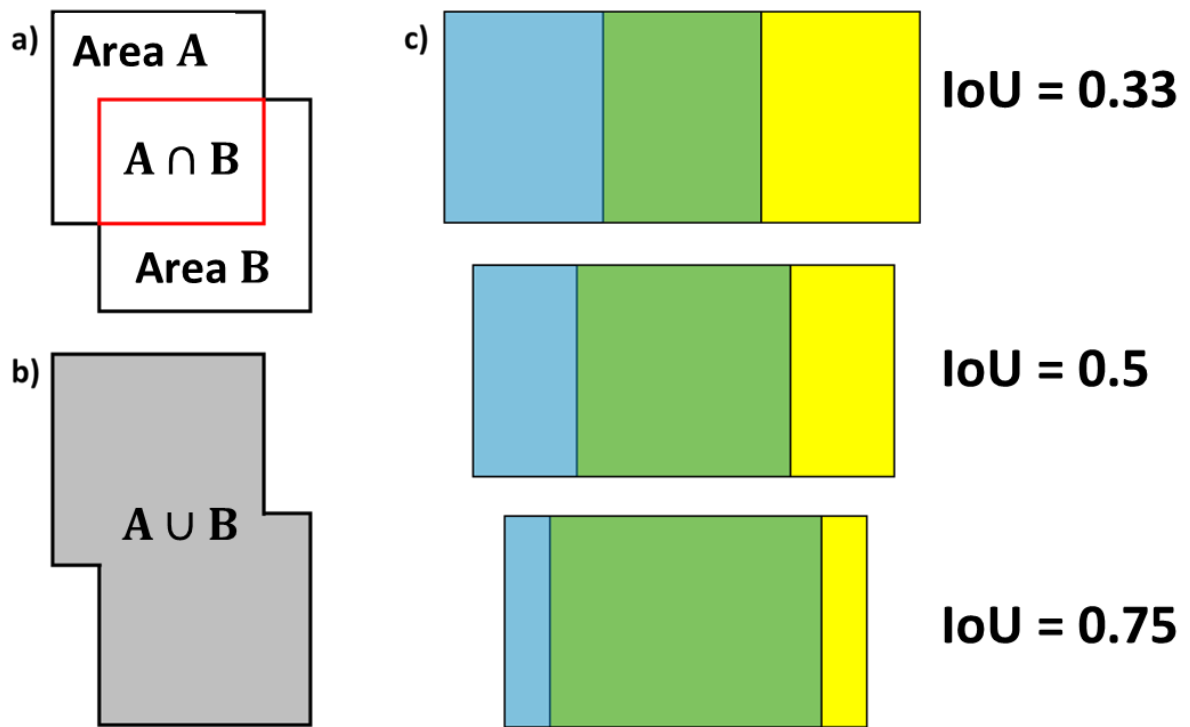 a)
Area A
A ∩ B
Area B
b)
A ∪ B
c)
IoU = 0.33
IoU = 0.5
IoU = 0.75